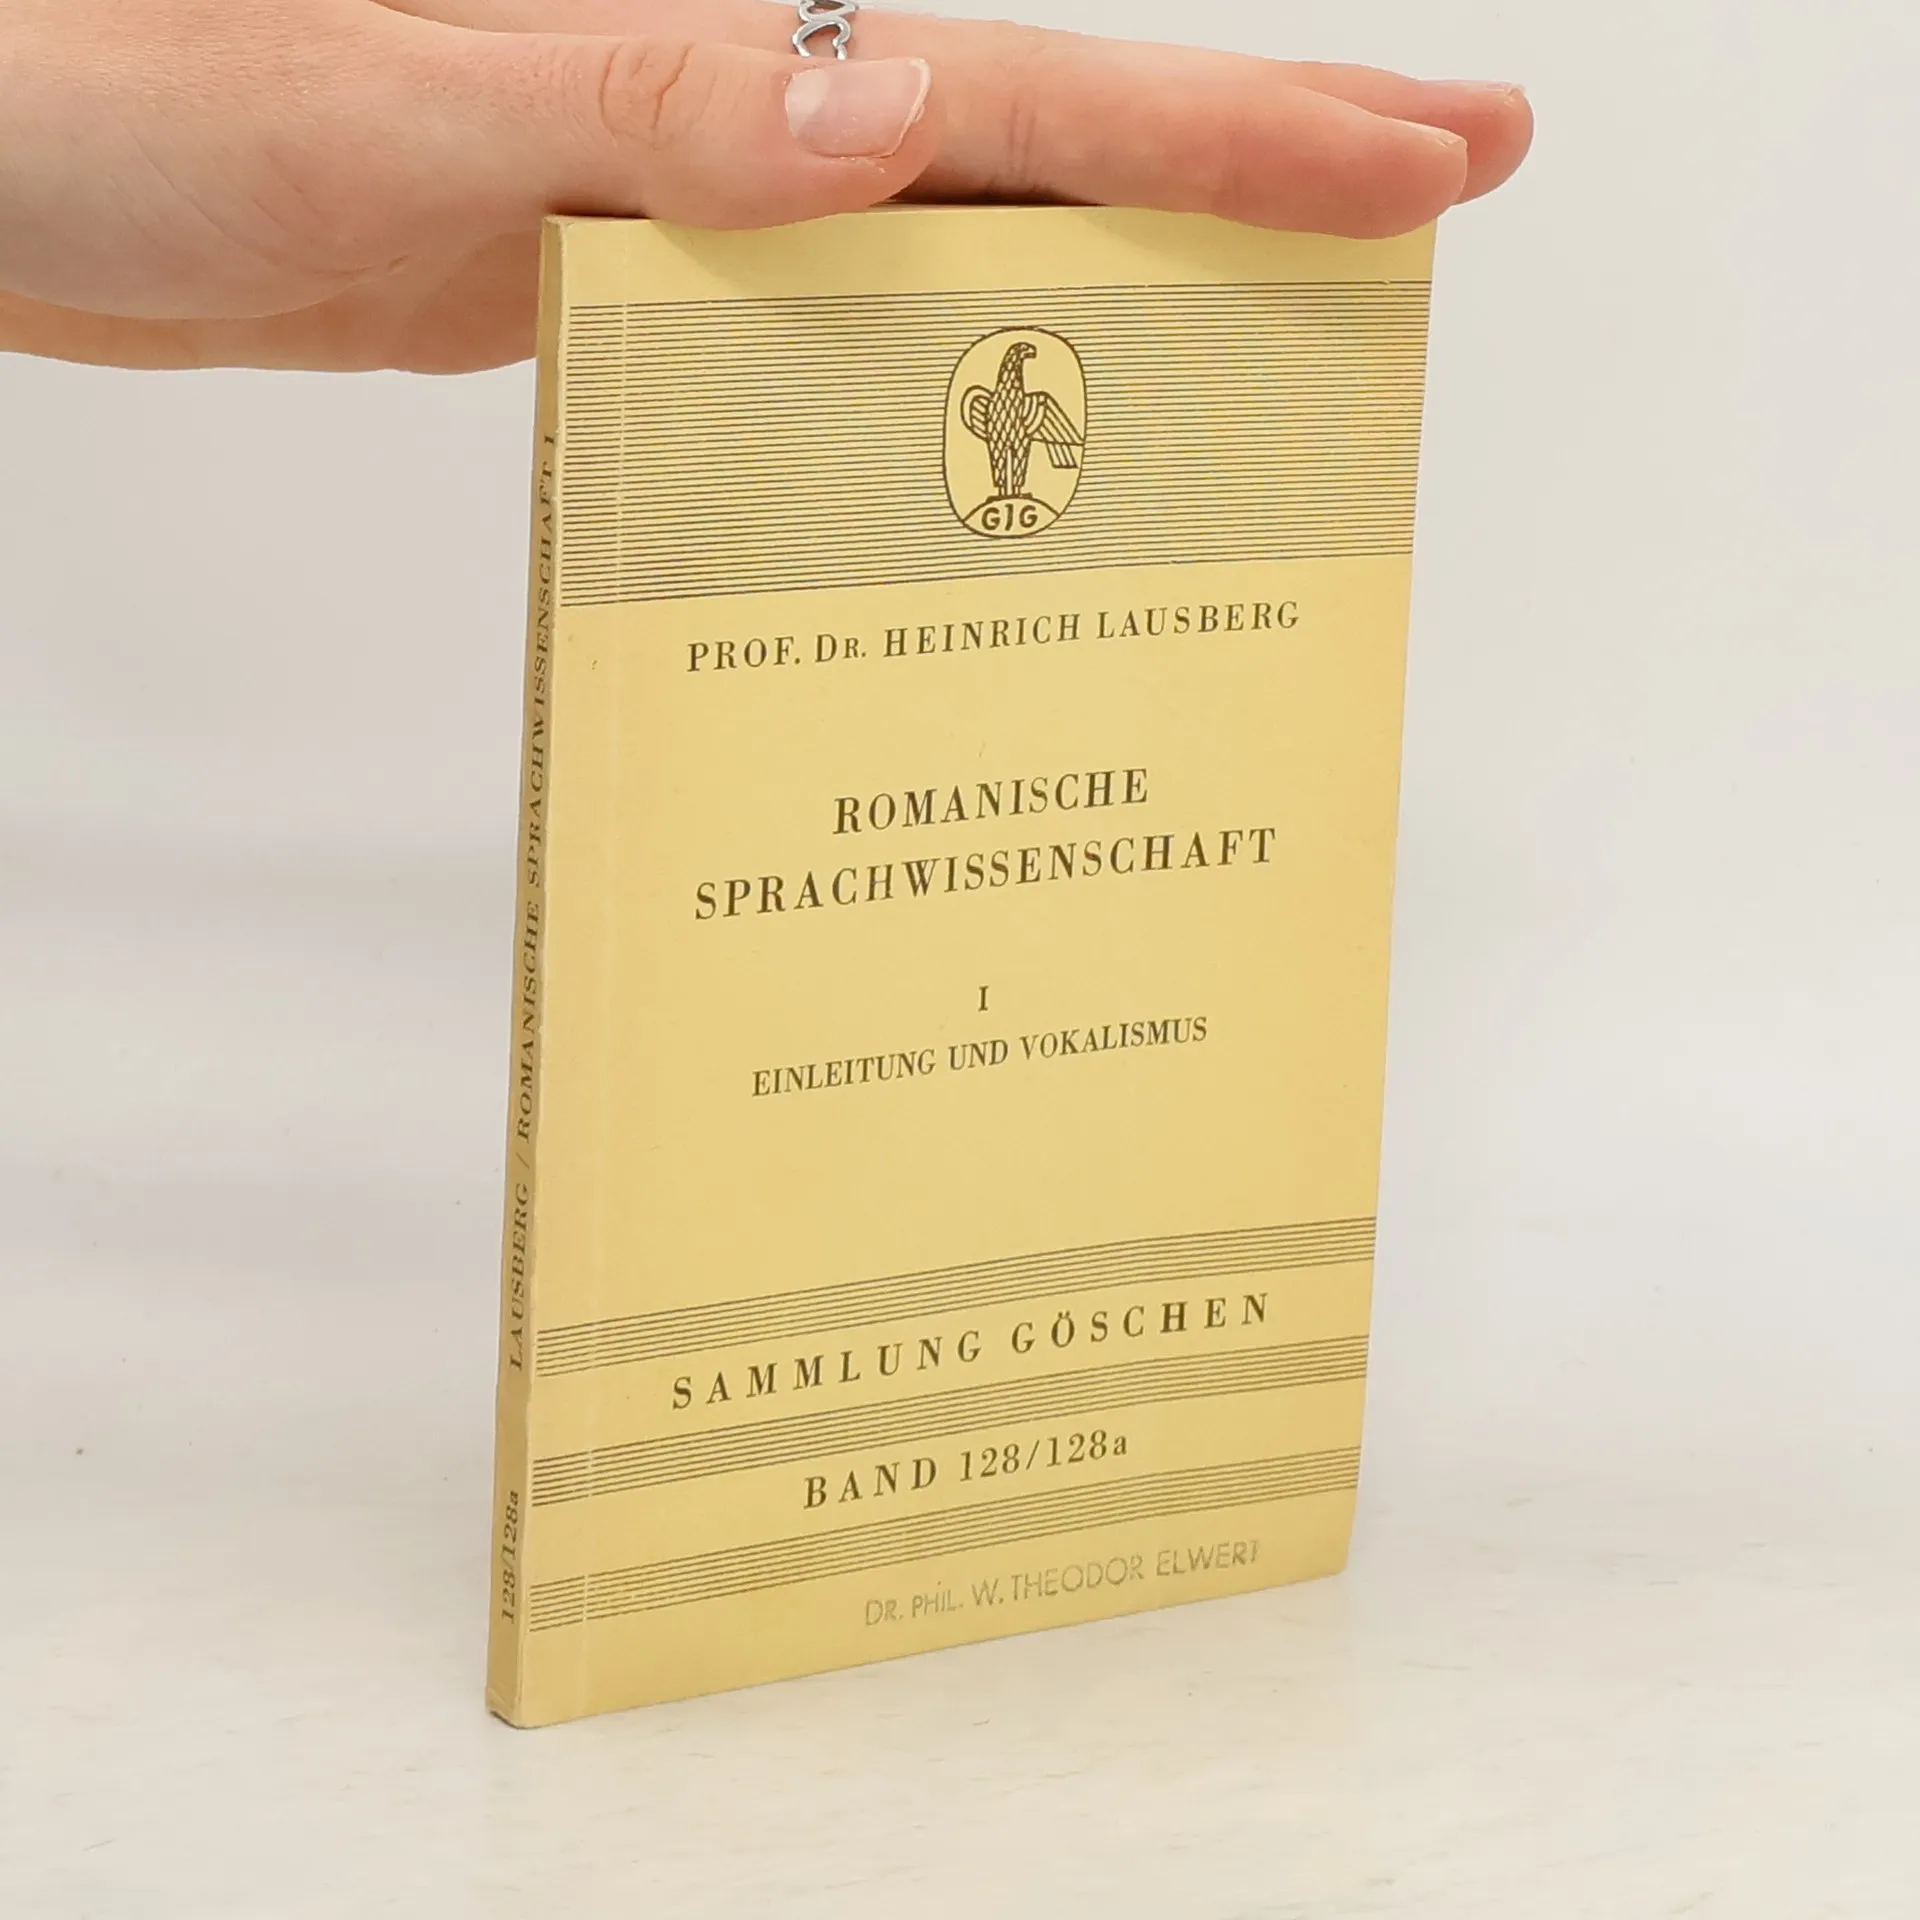 GJG
PROF. DR. HEINRICH LAUSBERG
ROMANISCHE
SPRACHWISSENSCHAFT
I
EINLEITUNG UND VOKALISMUS
SAMMLUNG GÖSCHEN
BAND 128/128a
DR. PHIL. W. THEODOR ELWERT
128/128a LAUSBERG / ROMANISCHE SPRACHWISSENSCHAFT I